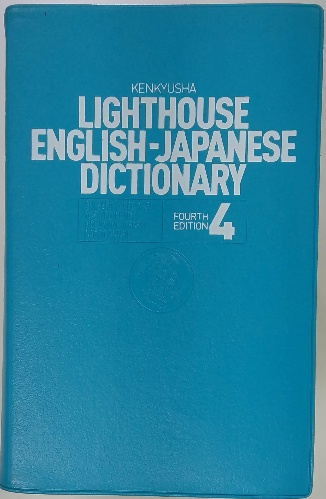 KENKYUSHA
LIGHTHOUSE
ENGLISH-JAPANESE
DICTIONARY
FOURTH
EDITION 4